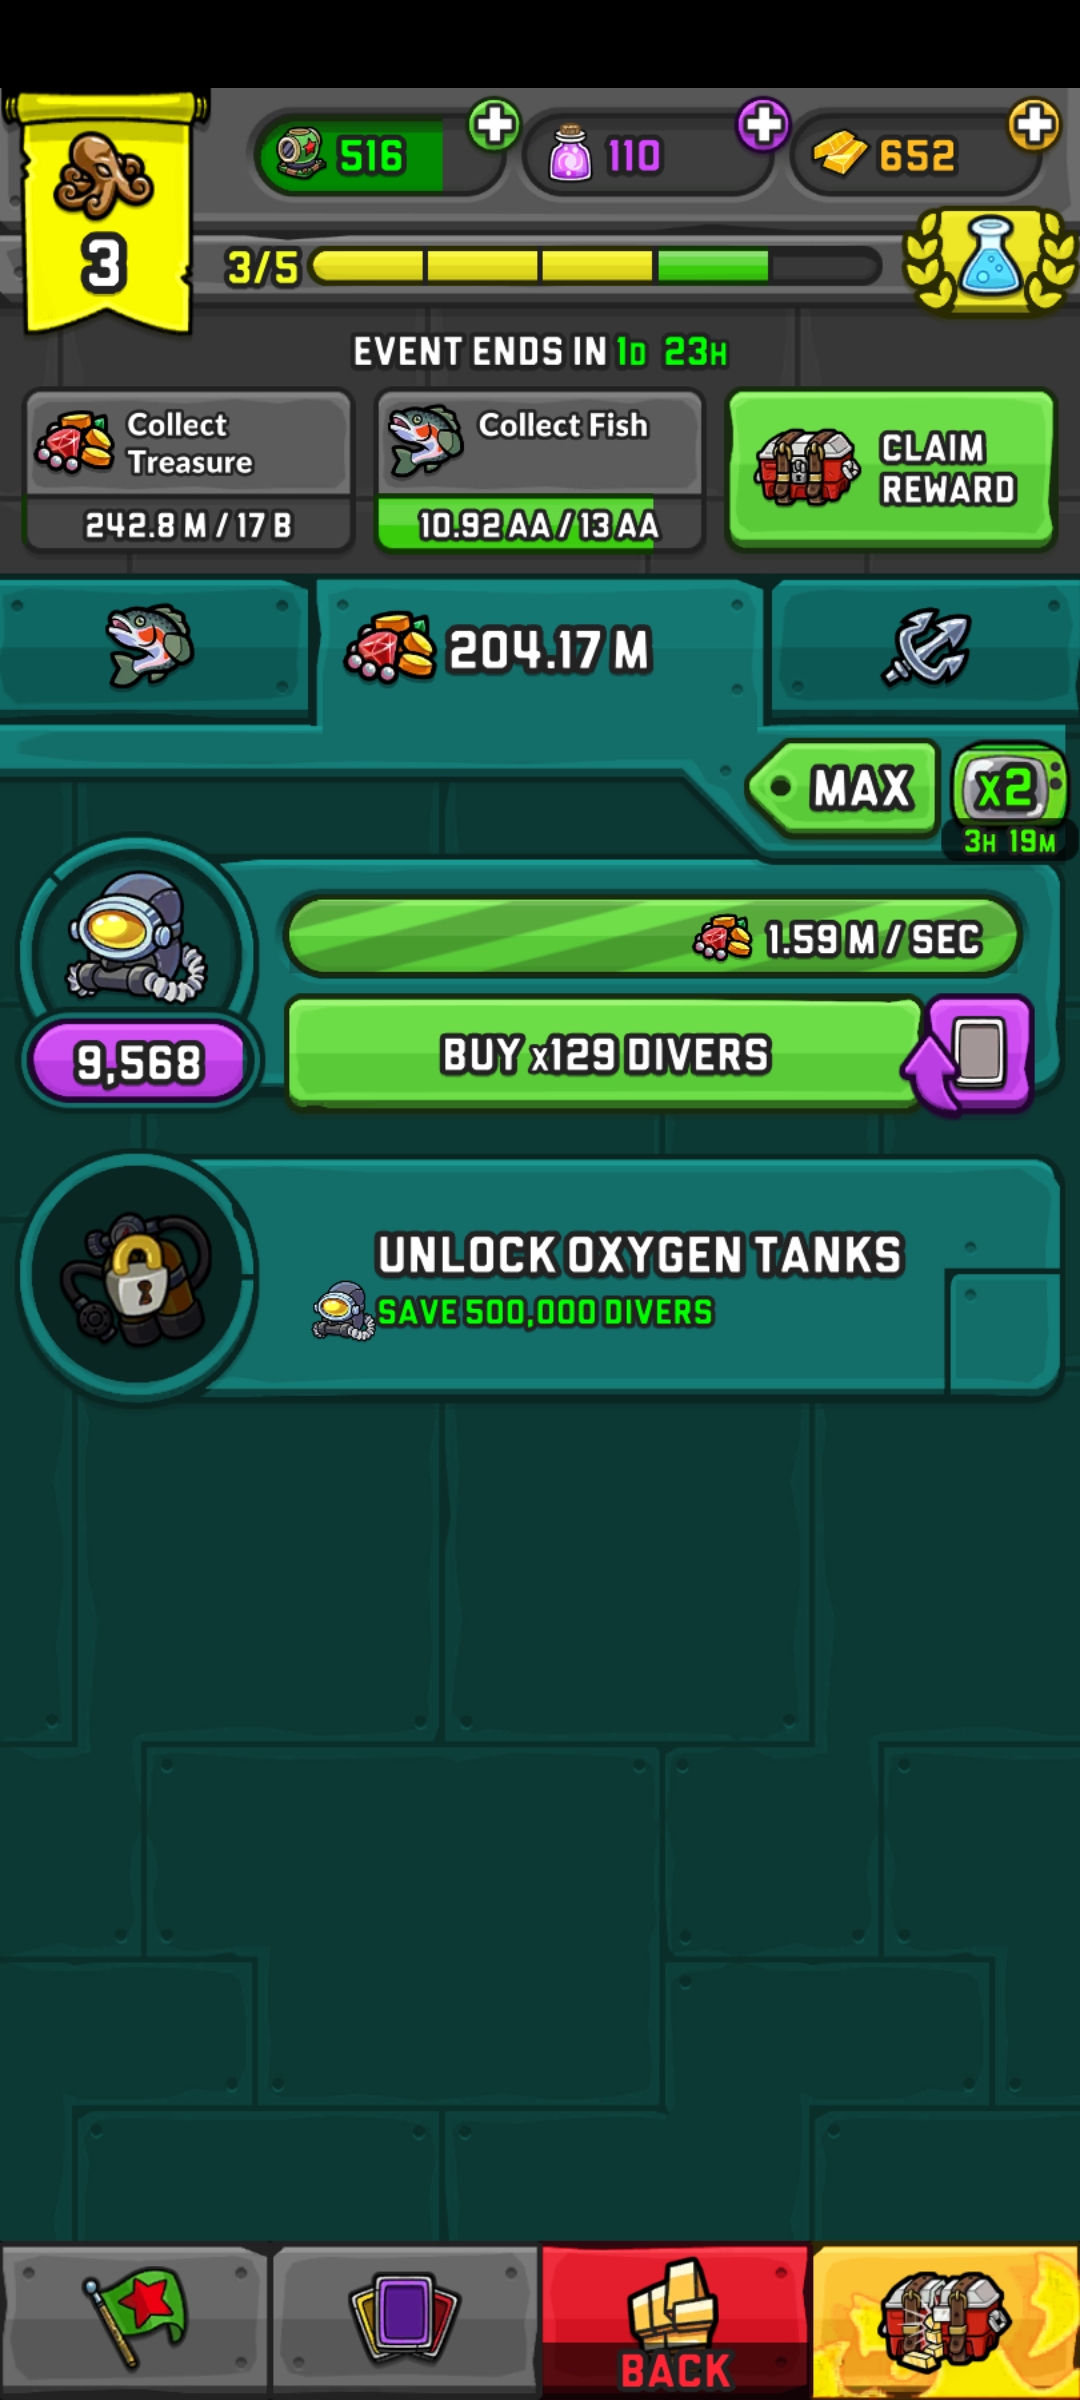 516
110
652
3
3/5
EVENT ENDS IN 1D 23H
Collect
Treasure
242.8 M / 17 B
Collect Fish
10.92 AA / 13 AA
CLAIM
REWARD
204.17 M
MAX
x2
3H 19M
1.59 M / SEC
9,568
BUY x129 DIVERS
UNLOCK OXYGEN TANKS
SAVE 500,000 DIVERS
BACK